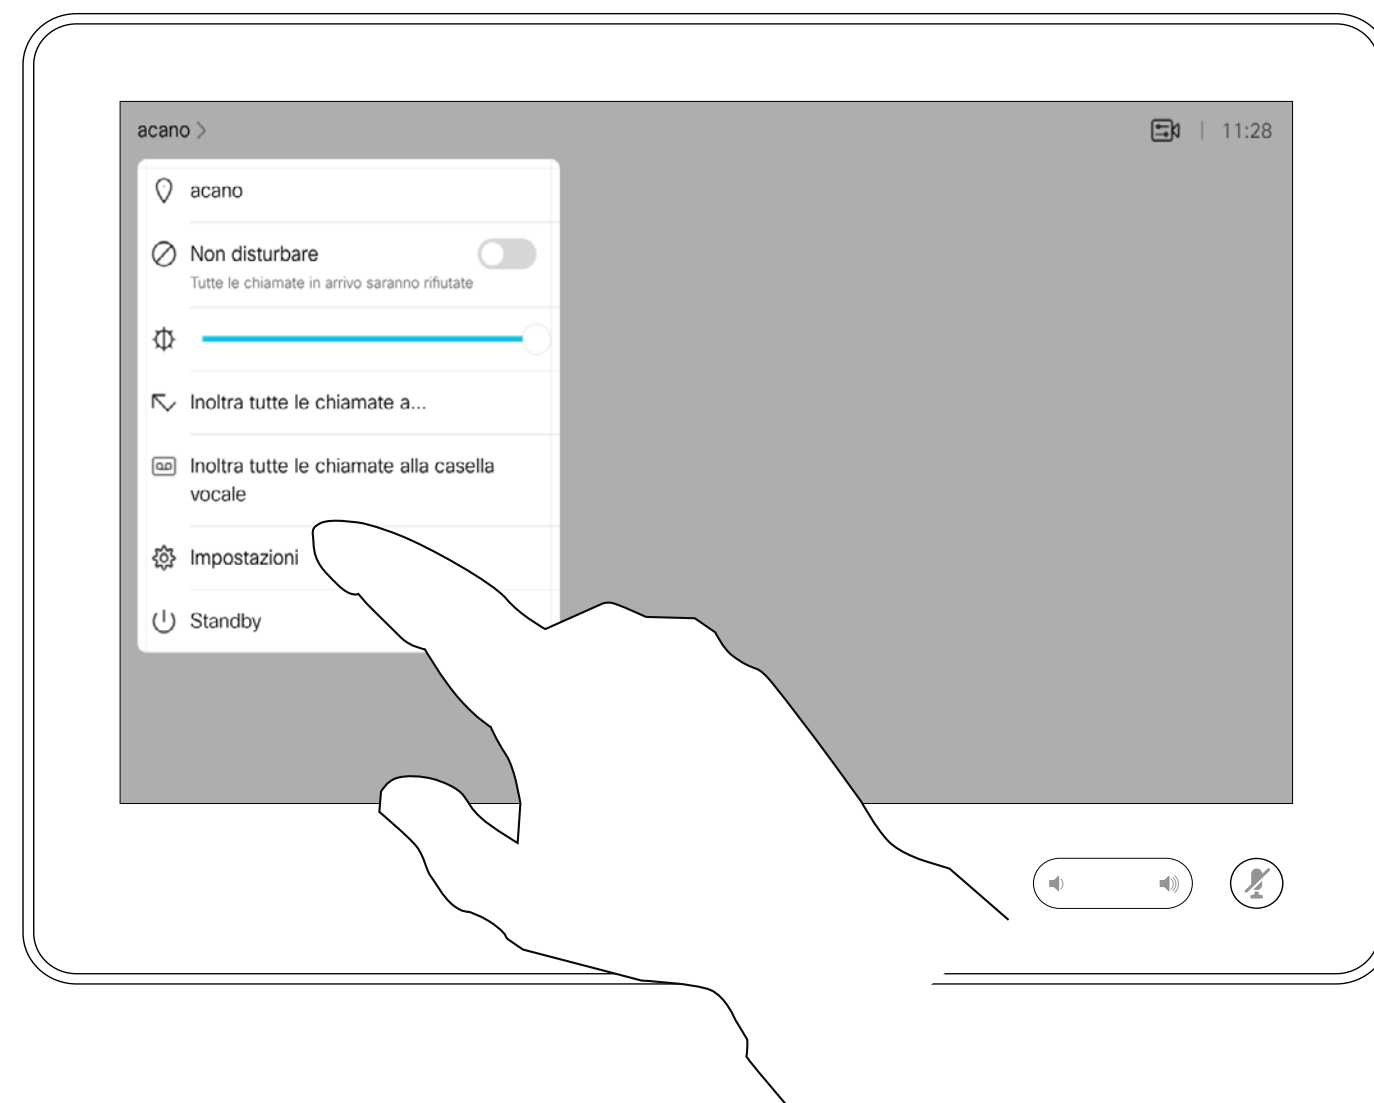 acano
11:28
acano
Non disturbare
Tutte le chiamate in arrivo saranno rifiutate
Inoltra tutte le chiamate a...
Inoltra tutte le chiamate alla casella
vocale
Impostazioni
Standby